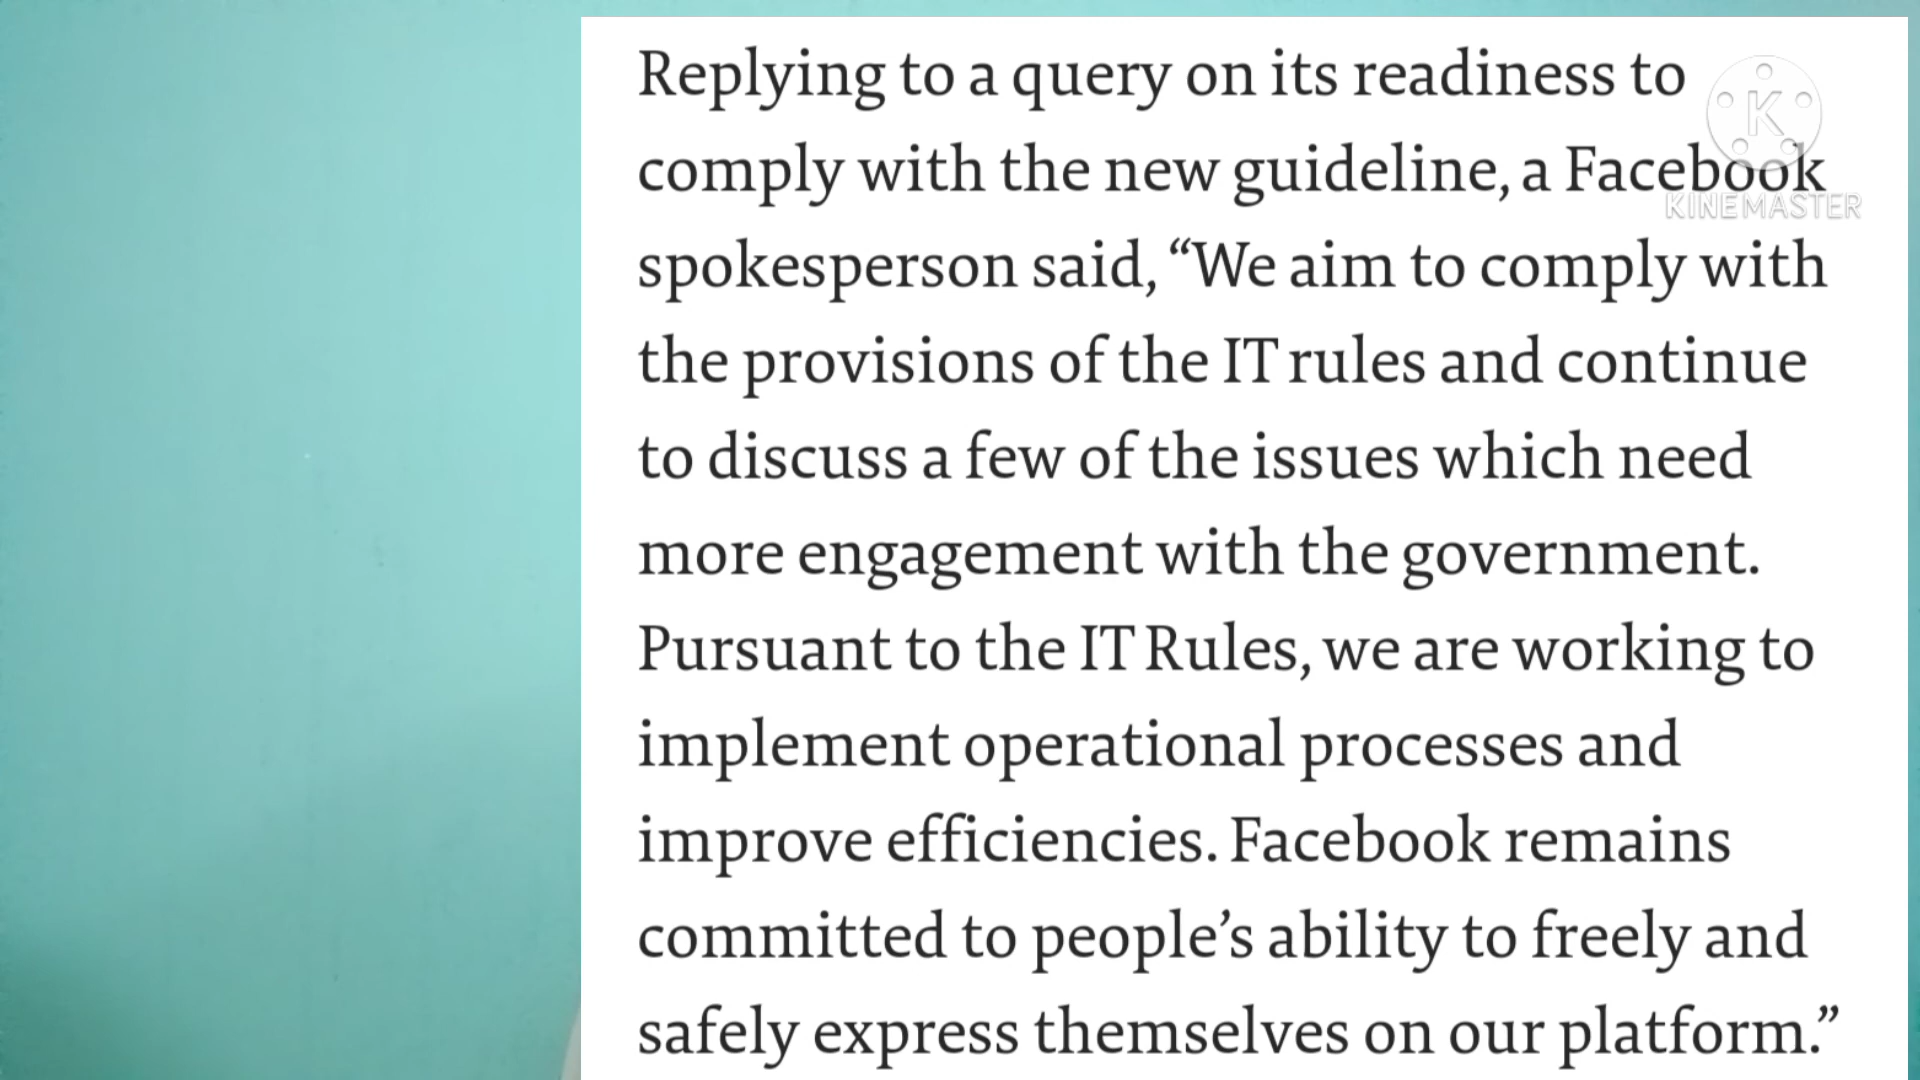 Replying to a query on its readiness to
comply with the new guideline, a Facebook
spokesperson said, “We aim to comply with
the provisions of the IT rules and continue
to discuss a few of the issues which need
more engagement with the government.
Pursuant to the IT Rules, we are working to
implement operational processes and
improve efficiencies. Facebook remains
committed to people’s ability to freely and
safely express themselves on our platform.”
K
KINEMASTER